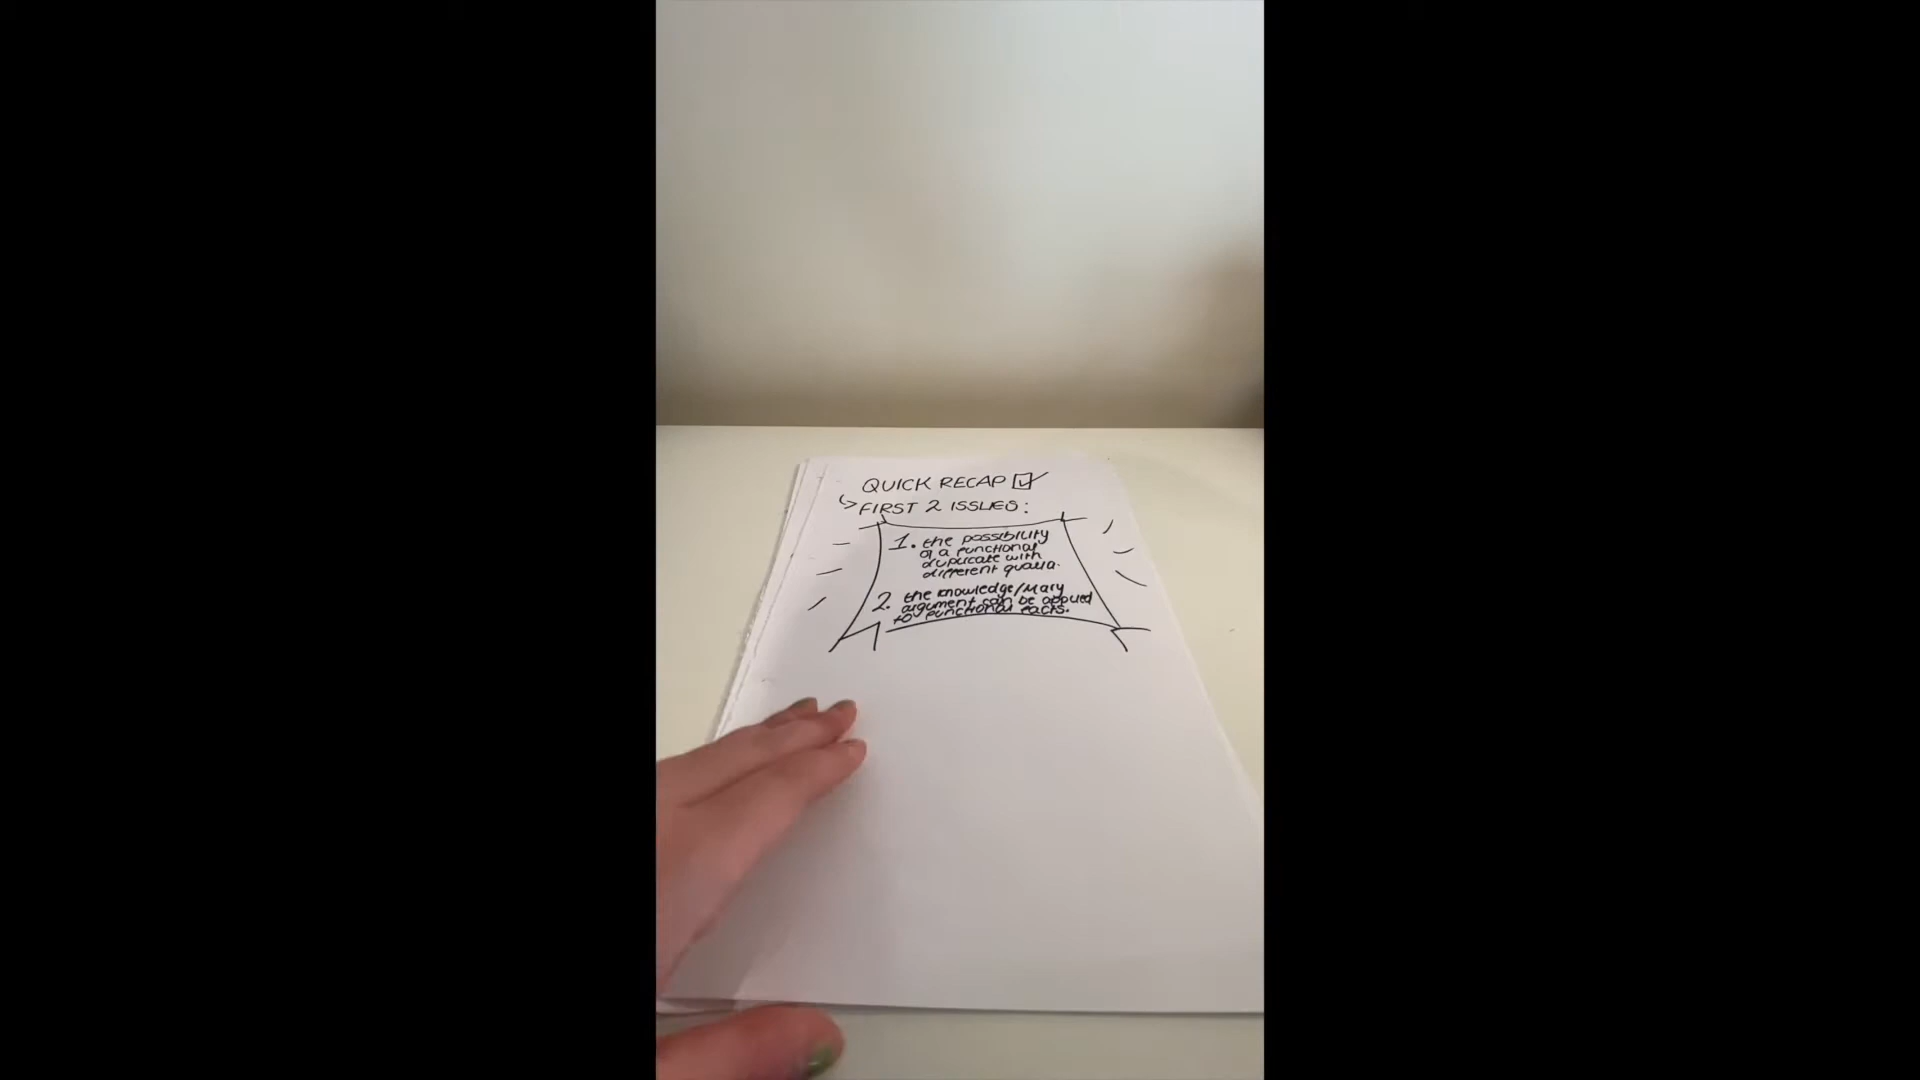 QUICK RECAP
FIRST 2 ISSUES:
1. the possibility
of a functional
duplicate with
different qualia.
2. the knowledge/Mary
argument can be applied
to functional facts.